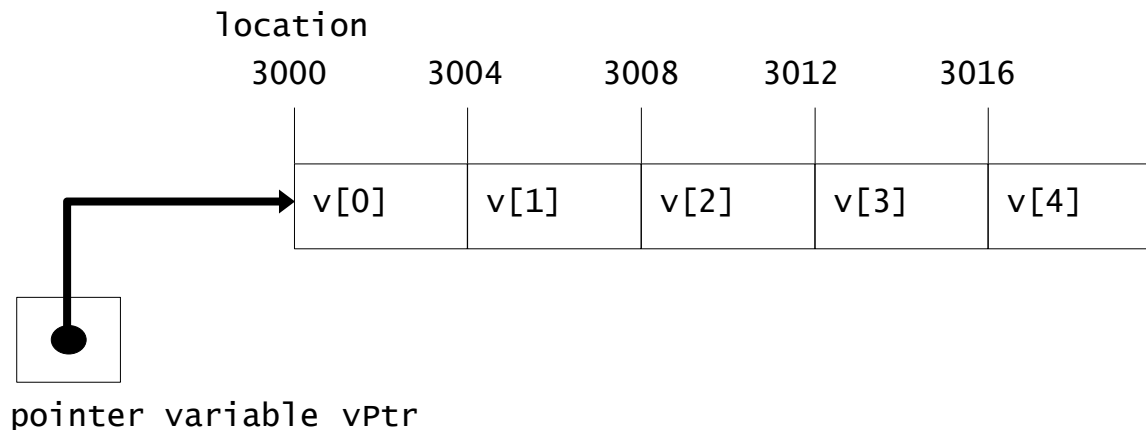 location
3000 3004 3008 3012 3016
v[0] v[1] v[2] v[3] v[4]
pointer variable vPtr